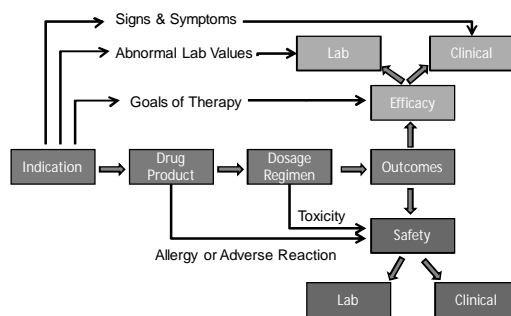 Signs & Symptoms
Abnormal Lab Values
Lab
Clinical
Goals of Therapy
Efficacy
Indication
Drug
Product
Dosage
Regimen
Outcomes
Toxicity
Safety
Allergy or Adverse Reaction
Lab
Clinical